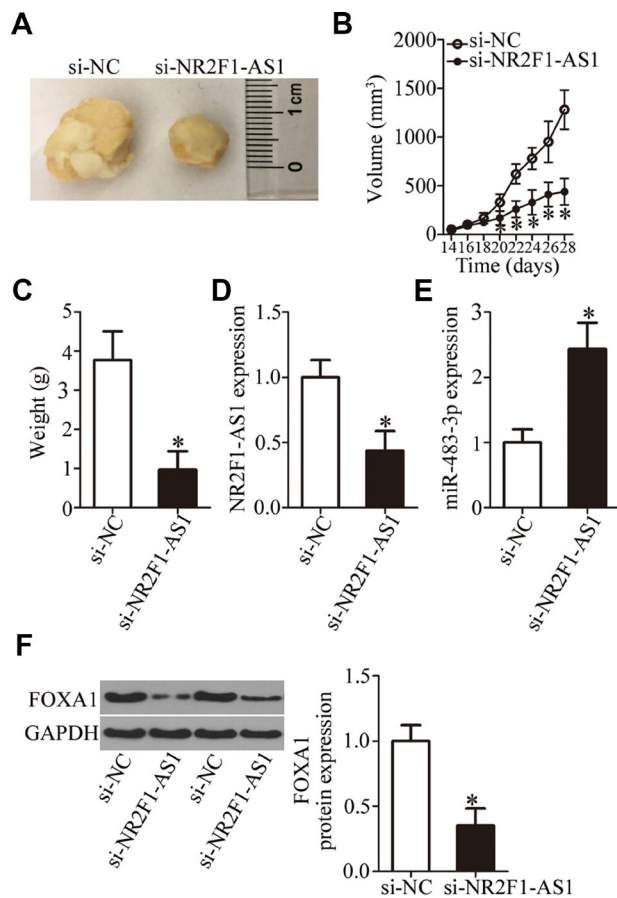 A
si-NC
si-NR2F1-AS1
1 cm
0
B
si-NC
si-NR2F1-AS1
Volume (mm³)
2000
1500
1000
500
0
14 16 18 20 22 24 26 28
* * * * *
Time (days)
C
Weight (g)
5
4
3
2
1
0
*
si-NC
si-NR2F1-AS1
D
NR2F1-AS1 expression
1.5
1.0
0.5
0.0
*
si-NC
si-NR2F1-AS1
E
miR-483-3p expression
3
2
1
0
*
si-NC
si-NR2F1-AS1
F
FOXA1
GAPDH
si-NC
si-NR2F1-AS1
si-NC
si-NR2F1-AS1
FOXA1
protein expression
1.5
1.0
0.5
0.0
*
si-NC
si-NR2F1-AS1